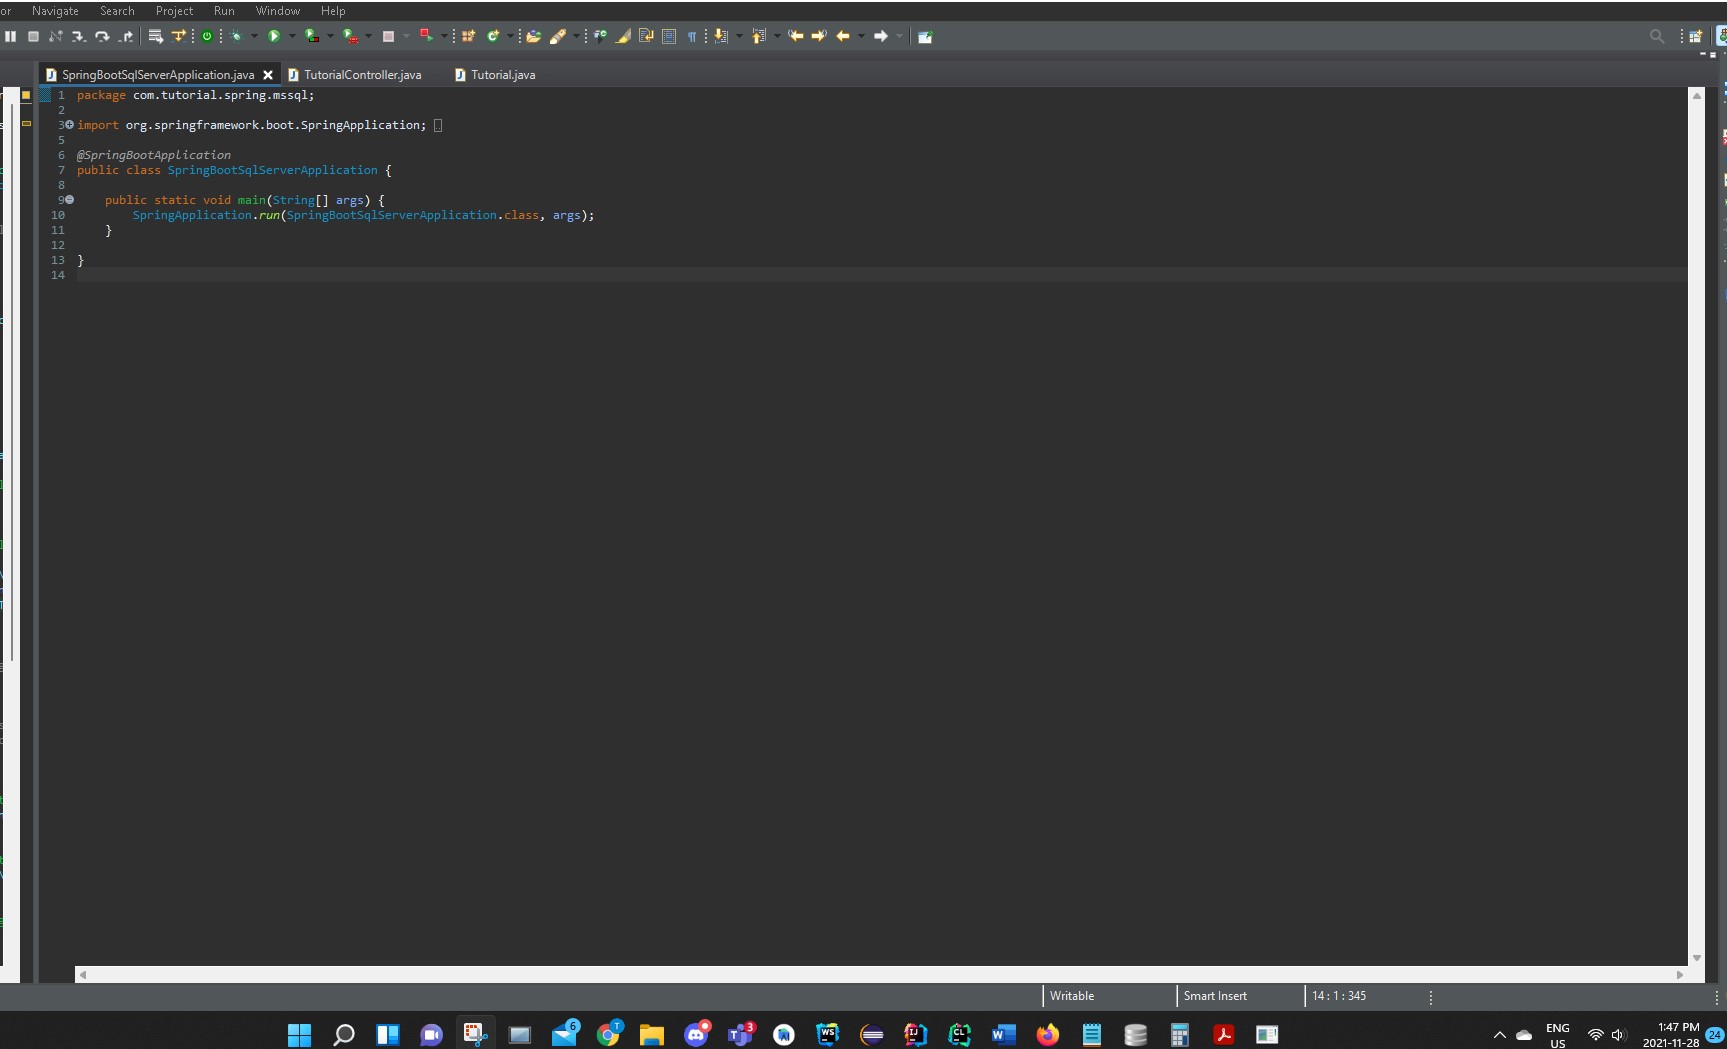 or Navigate Search Project Run Window Help
SpringBootSqlServerApplication.java TutorialController.java Tutorial.java
1 package com.tutorial.spring.mssql;
2
3 import org.springframework.boot.SpringApplication;
5
6 @SpringBootApplication
7 public class SpringBootSqlServerApplication {
8
9 public static void main(String[] args) {
10 SpringApplication.run(SpringBootSqlServerApplication.class, args);
11 }
12
13 }
14
Writable Smart Insert 14 : 1 : 345
6 T 3 WS IJ CL W
ENG
US
1:47 PM
2021-11-28
24